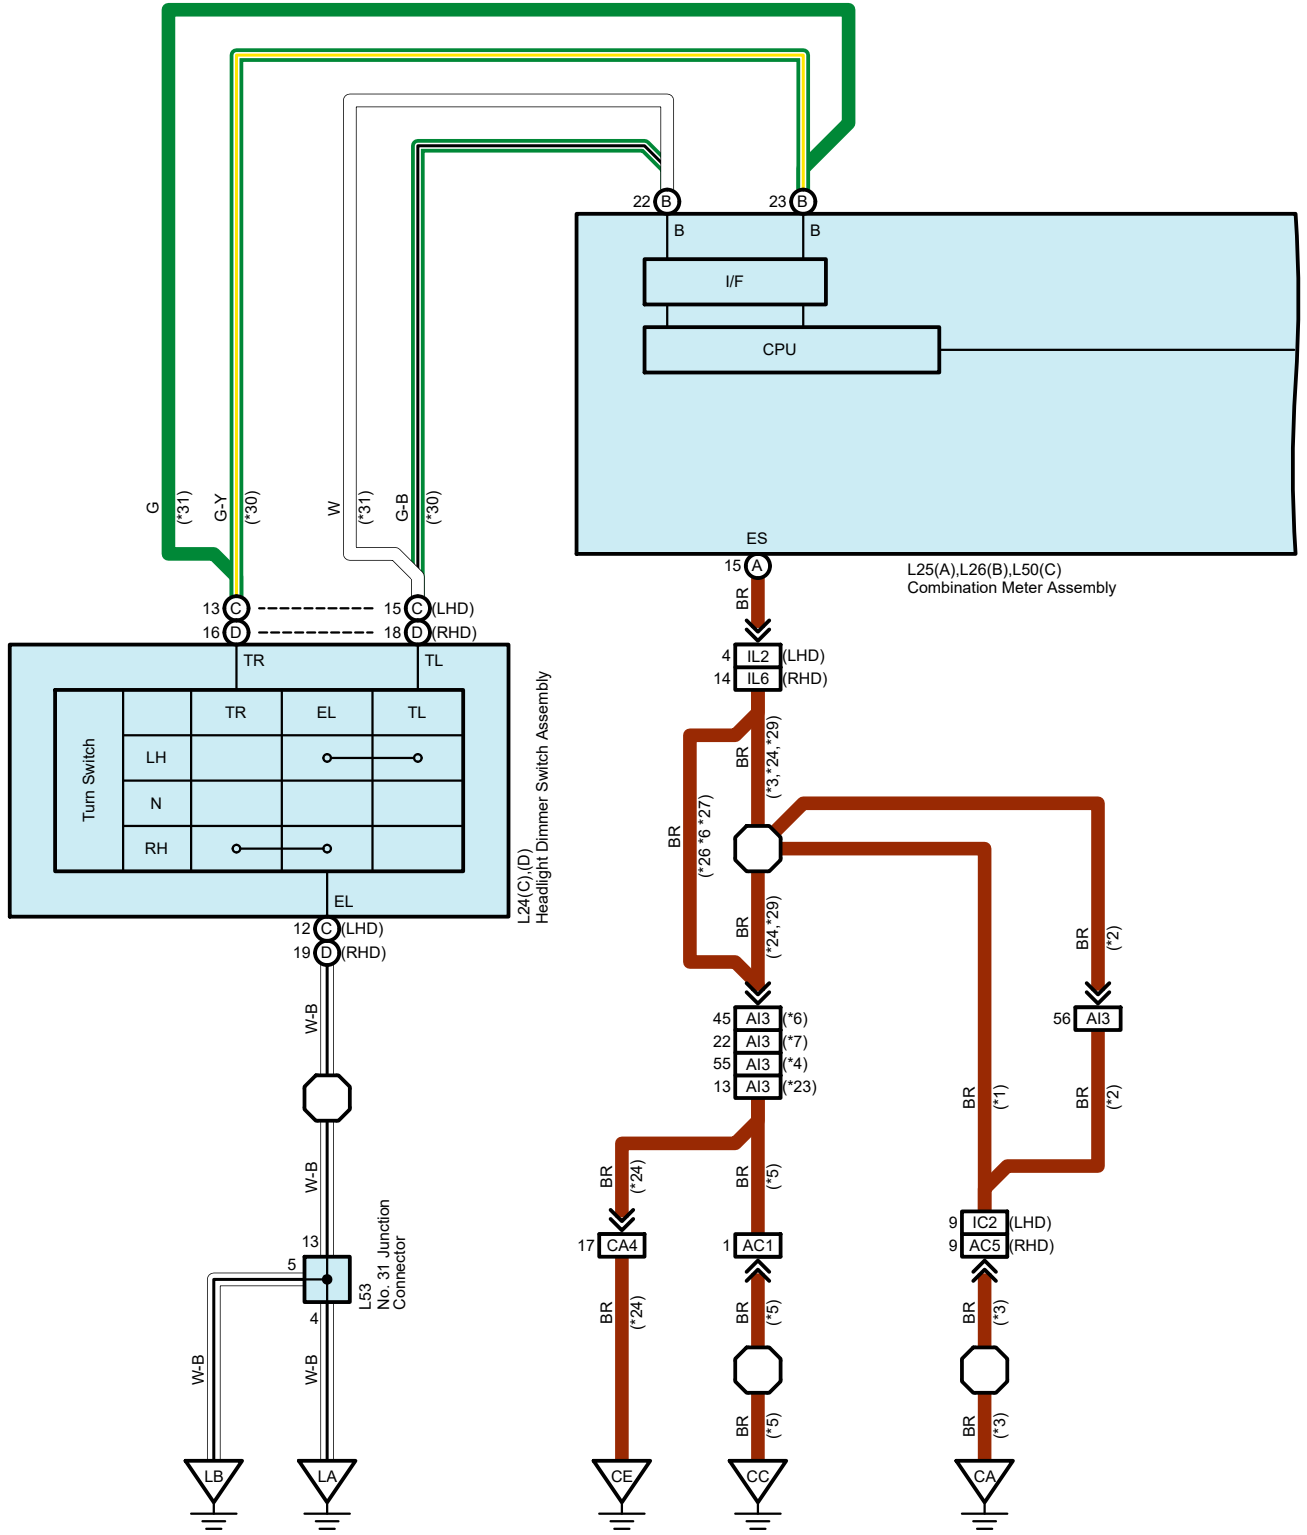 22 B
23 B
B
B
I/F
CPU
G
(*31)
G-Y
(*30)
W
(*31)
G-B
(*30)
ES
15 A
L25(A),L26(B),L50(C)
Combination Meter Assembly
BR
13 C
15 C (LHD)
16 D
18 D (RHD)
TR
TL
TR EL TL
Turn Switch
LH
N
RH
EL
L24(C),(D)
Headlight Dimmer Switch Assembly
12 C (LHD)
19 D (RHD)
4 IL2 (LHD)
14 IL6 (RHD)
BR
(*3,*24,*29)
BR
(*26 *6 *27)
BR
(*24,*29)
BR
(*2)
W-B
45 AI3 (*6)
22 AI3 (*7)
55 AI3 (*4)
13 AI3 (*23)
56 AI3
BR
(*1)
BR
(*2)
W-B
BR
(*24)
BR
(*5)
9 IC2 (LHD)
9 AC5 (RHD)
17 CA4
1 AC1
13
5
4
L53
No. 31 Junction
Connector
BR
(*24)
BR
(*5)
BR
(*3)
W-B
W-B
BR
(*5)
BR
(*3)
LB
LA
CE
CC
CA